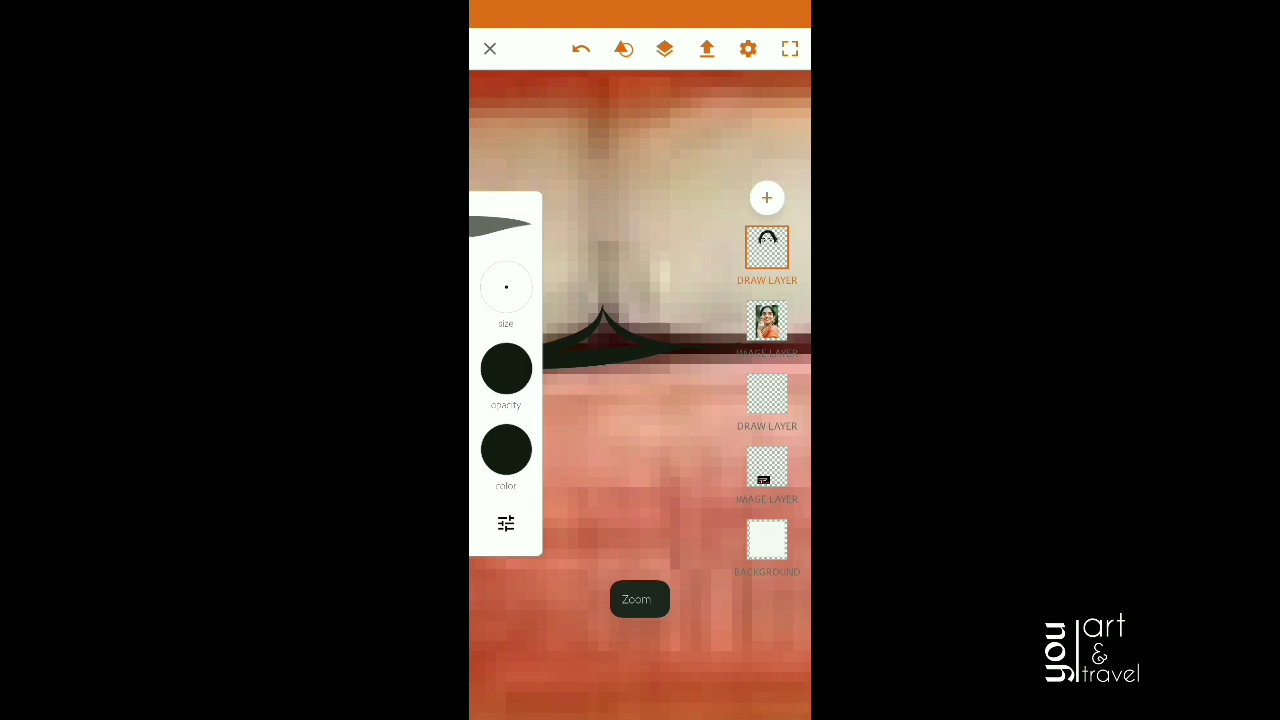 size
opacity
color
DRAW LAYER
IMAGE LAYER
DRAW LAYER
IMAGE LAYER
BACKGROUND
Zoom
you
art
&
travel